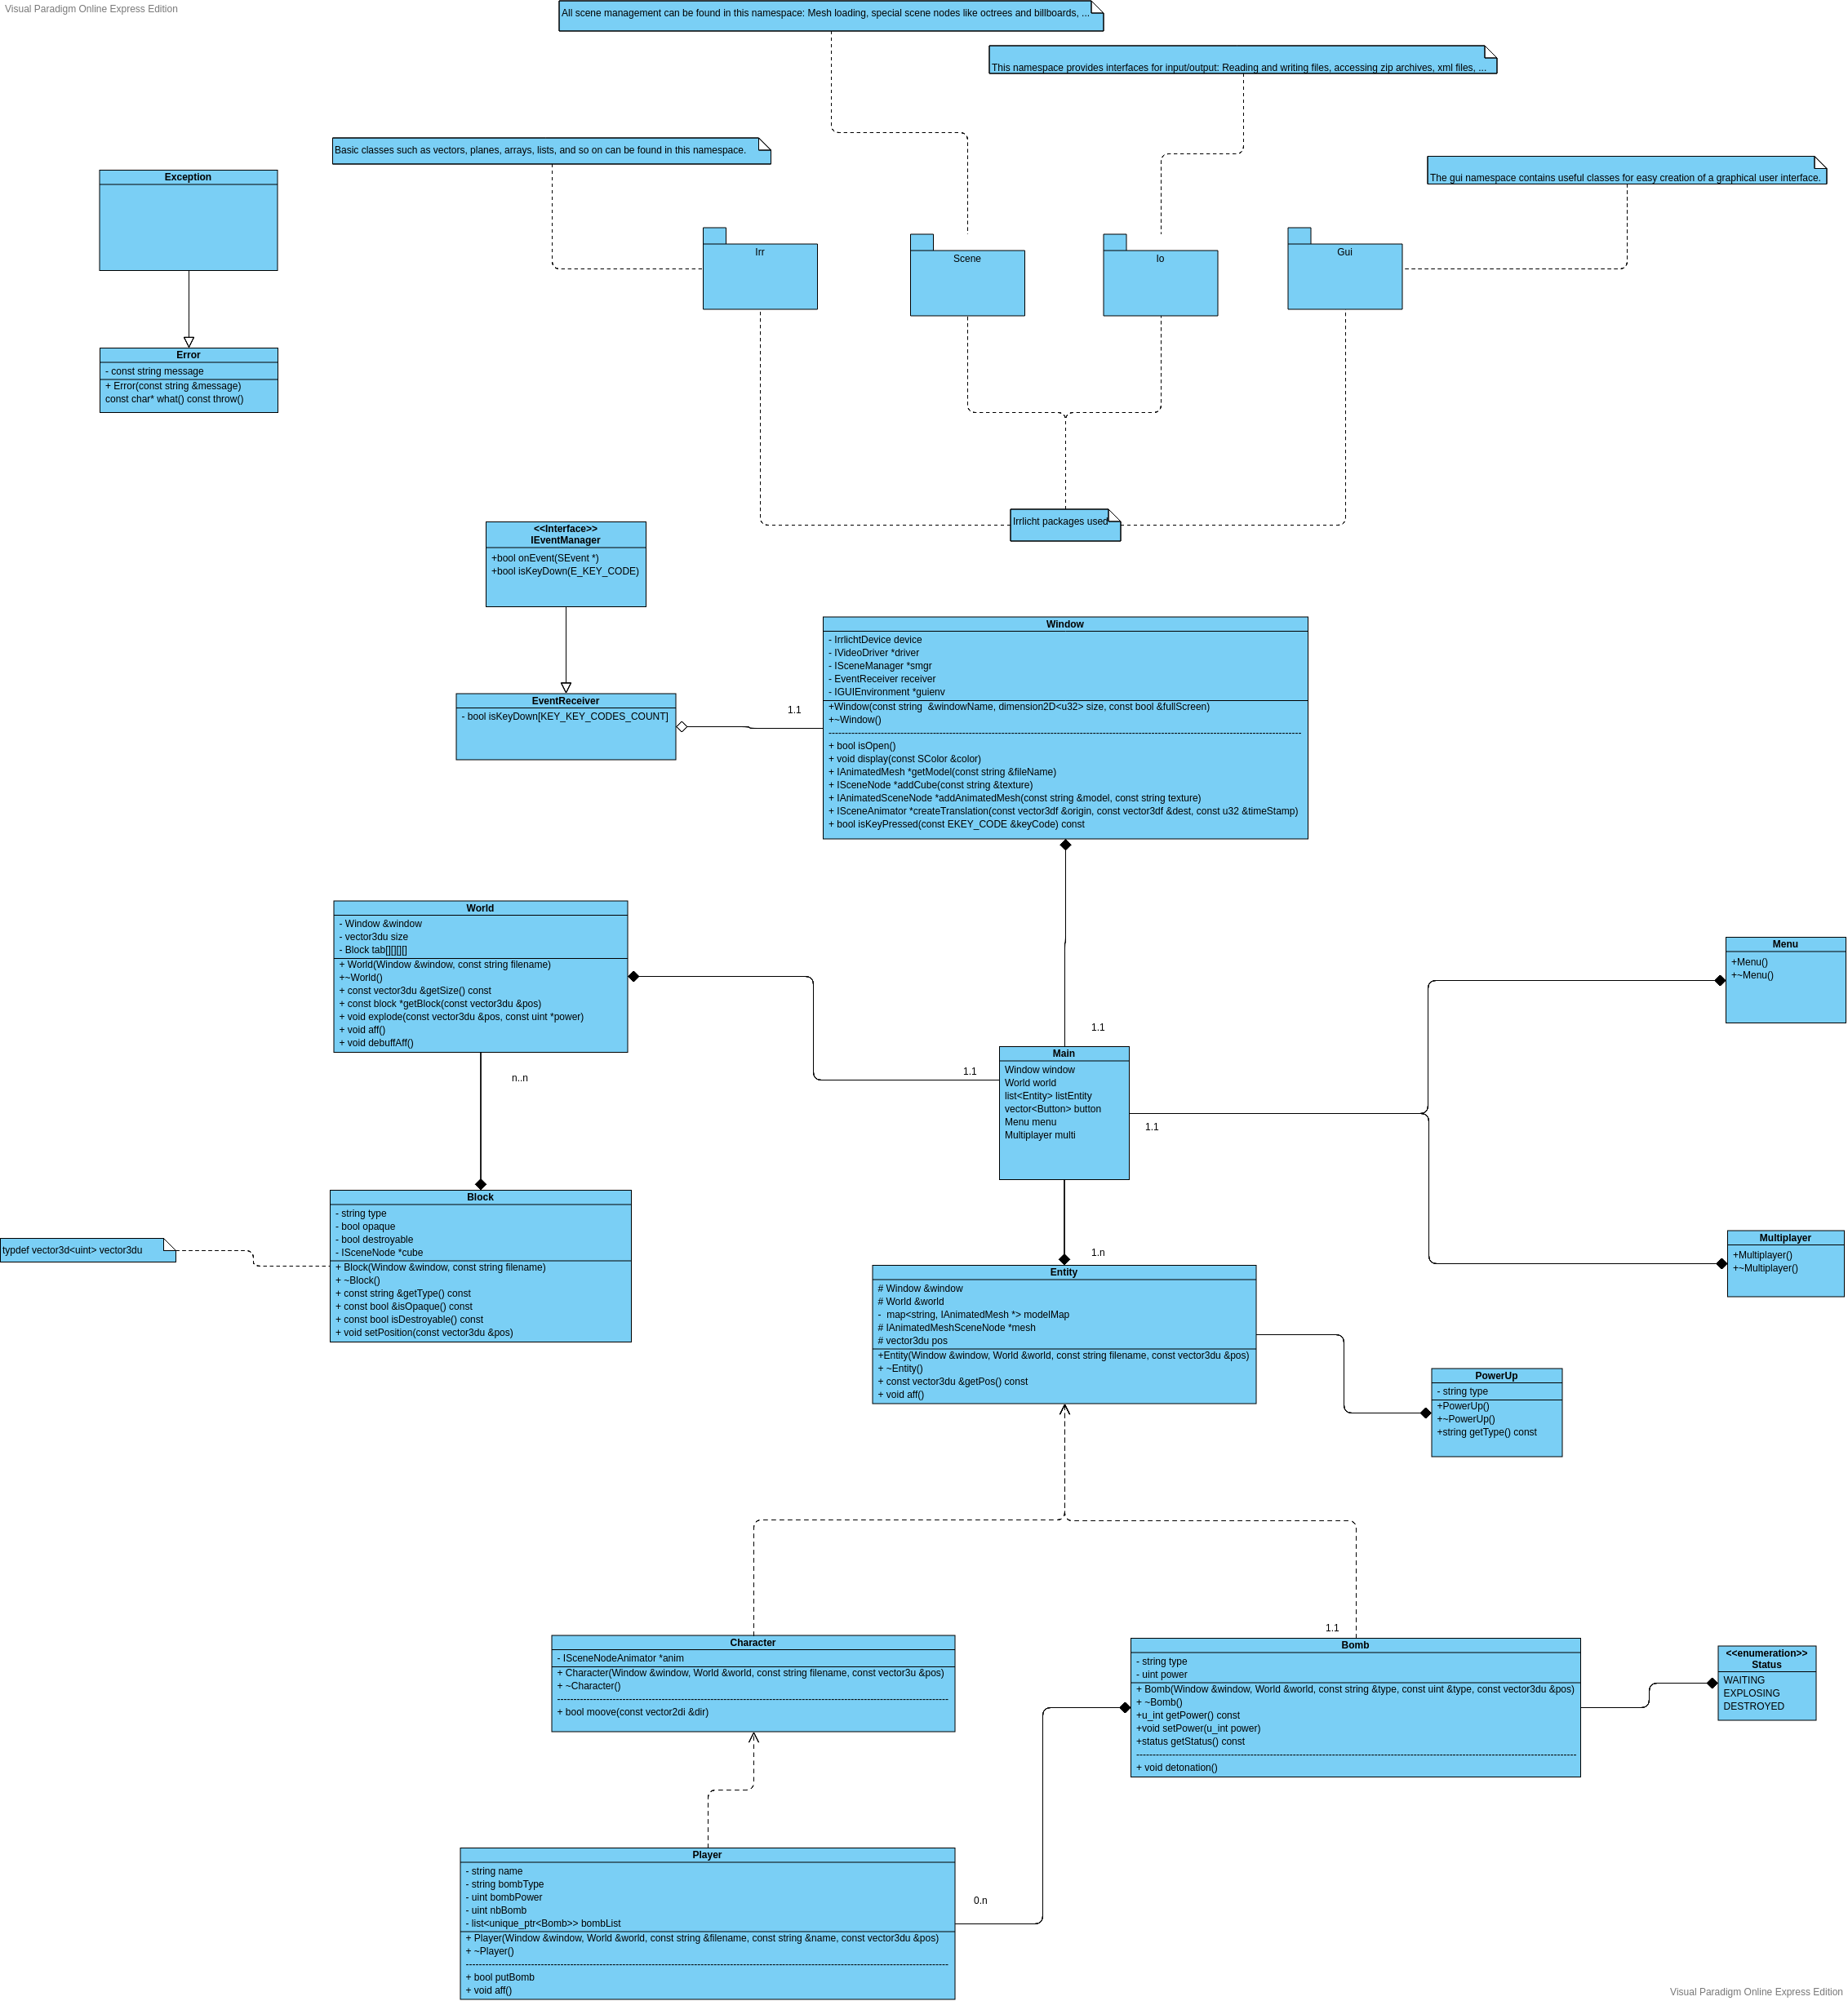 Visual Paradigm Online Express Edition
All scene management can be found in this namespace: Mesh loading, special scene nodes like octrees and billboards, ...
This namespace provides interfaces for input/output: Reading and writing files, accessing zip archives, xml files, ...
Basic classes such as vectors, planes, arrays, lists, and so on can be found in this namespace.
The gui namespace contains useful classes for easy creation of a graphical user interface.
Exception
Irr
Scene
Io
Gui
Error
- const string message
+ Error(const string &message)
const char* what() const throw()
Irrlicht packages used
<<Interface>>
IEventManager
+bool onEvent(SEvent *)
+bool isKeyDown(E_KEY_CODE)
Window
- IrrlichtDevice device
- IVideoDriver *driver
- ISceneManager *smgr
- EventReceiver receiver
- IGUIEnvironment *guienv
+Window(const string  &windowName, dimension2D<u32> size, const bool &fullScreen)
+~Window()
+ bool isOpen()
+ void display(const SColor &color)
+ IAnimatedMesh *getModel(const string &fileName)
+ ISceneNode *addCube(const string &texture)
+ IAnimatedSceneNode *addAnimatedMesh(const string &model, const string texture)
+ ISceneAnimator *createTranslation(const vector3df &origin, const vector3df &dest, const u32 &timeStamp)
+ bool isKeyPressed(const EKEY_CODE &keyCode) const
EventReceiver
- bool isKeyDown[KEY_KEY_CODES_COUNT]
1.1
World
- Window &window
- vector3du size
- Block tab[][][][]
+ World(Window &window, const string filename)
+~World()
+ const vector3du &getSize() const
+ const block *getBlock(const vector3du &pos)
+ void explode(const vector3du &pos, const uint *power)
+ void aff()
+ void debuffAff()
Menu
+Menu()
+~Menu()
1.1
1.1
n..n
Main
Window window
World world
list<Entity> listEntity
vector<Button> button
Menu menu
Multiplayer multi
1.1
Block
- string type
- bool opaque
- bool destroyable
- ISceneNode *cube
+ Block(Window &window, const string filename)
+ ~Block()
+ const string &getType() const
+ const bool &isOpaque() const
+ const bool isDestroyable() const
+ void setPosition(const vector3du &pos)
typdef vector3d<uint> vector3du
1.n
Multiplayer
+Multiplayer()
+~Multiplayer()
Entity
# Window &window
# World &world
-  map<string, IAnimatedMesh *> modelMap
# IAnimatedMeshSceneNode *mesh
# vector3du pos
+Entity(Window &window, World &world, const string filename, const vector3du &pos)
+ ~Entity()
+ const vector3du &getPos() const
+ void aff()
PowerUp
- string type
+PowerUp()
+~PowerUp()
+string getType() const
1.1
Character
- ISceneNodeAnimator *anim
+ Character(Window &window, World &world, const string filename, const vector3u &pos)
+ ~Character()
+ bool moove(const vector2di &dir)
Bomb
- string type
- uint power
+ Bomb(Window &window, World &world, const string &type, const uint &type, const vector3du &pos)
+ ~Bomb()
+u_int getPower() const
+void setPower(u_int power)
+status getStatus() const
+ void detonation()
<<enumeration>>
Status
WAITING
EXPLOSING
DESTROYED
Player
- string name
- string bombType
- uint bombPower
- uint nbBomb
- list<unique_ptr<Bomb>> bombList
+ Player(Window &window, World &world, const string &filename, const string &name, const vector3du &pos)
+ ~Player()
+ bool putBomb
+ void aff()
0.n
Visual Paradigm Online Express Edition